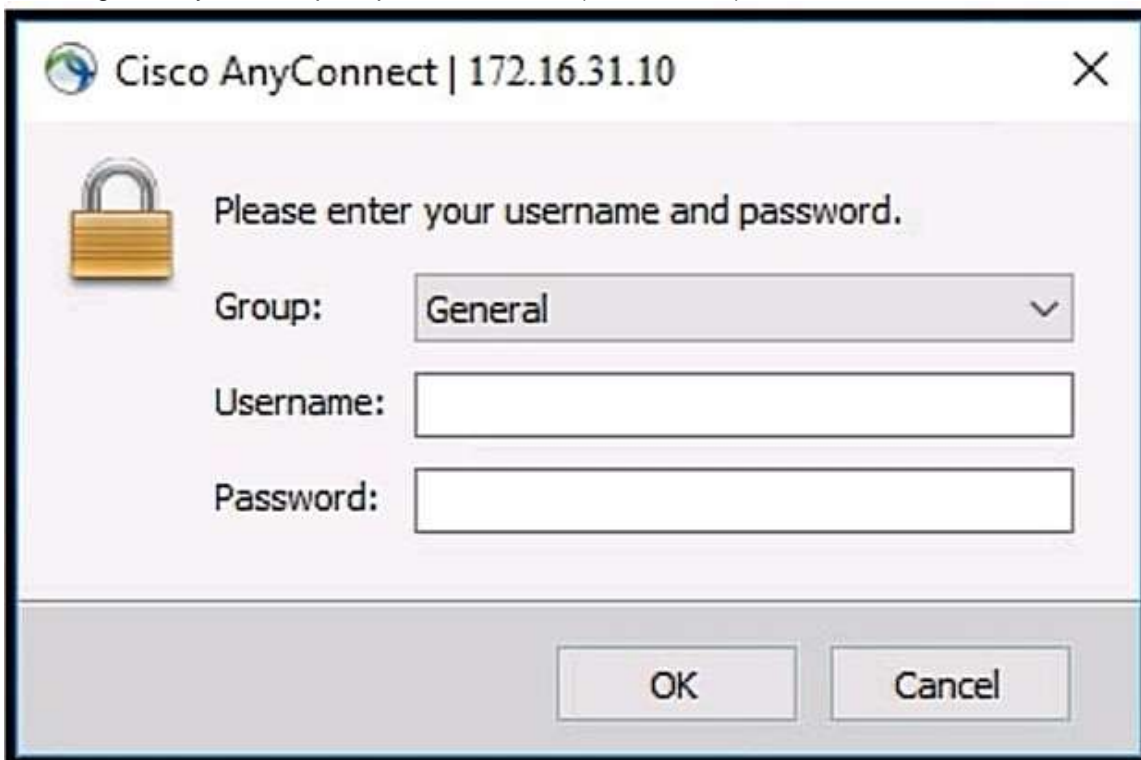 Cisco AnyConnect | 172.16.31.10
Please enter your username and password.
Group: General
Username:
Password:
OK Cancel